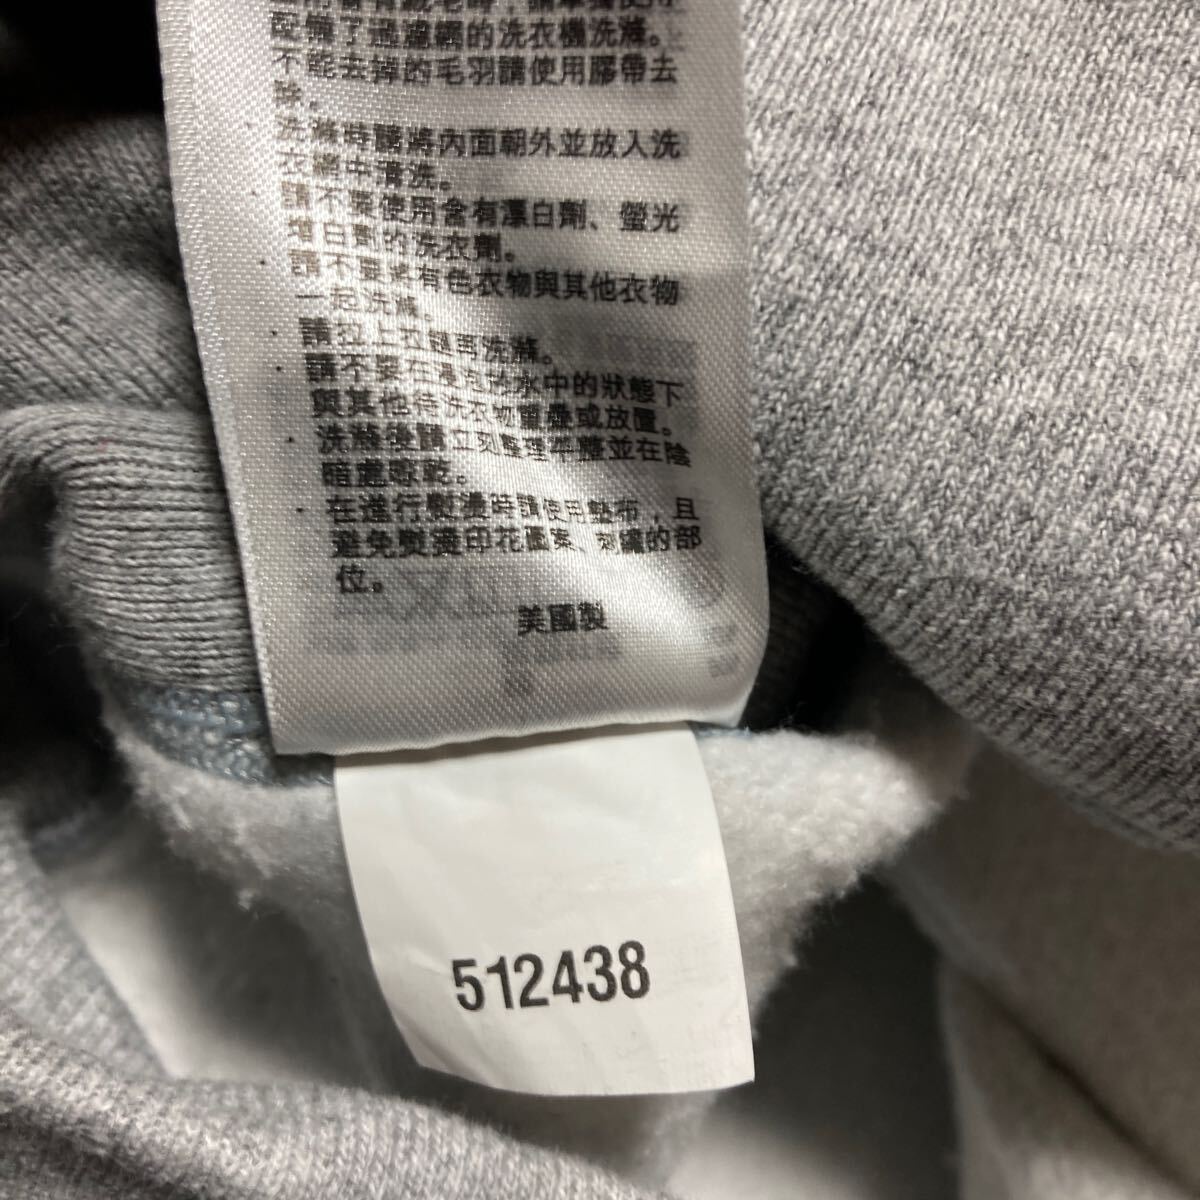 配備了過濾網的洗衣機洗滌。
不能去掉的毛羽請使用膠帶去
除。
洗滌時請將內面朝外並放入洗
衣網中清洗。
請不要使用含有漂白劑、螢光
增白劑的洗衣劑。
請不要將有色衣物與其他衣物
一起洗滌。
請拉上拉鏈再洗滌。
請不要在浸泡於水中的狀態下
與其他待洗衣物重疊或放置。
洗滌後請立刻整理平整並在陰
暗處晾乾。
在進行熨燙時請使用墊布，且
避免熨燙印花圖案、刺繡的部
位。
美國製
512438